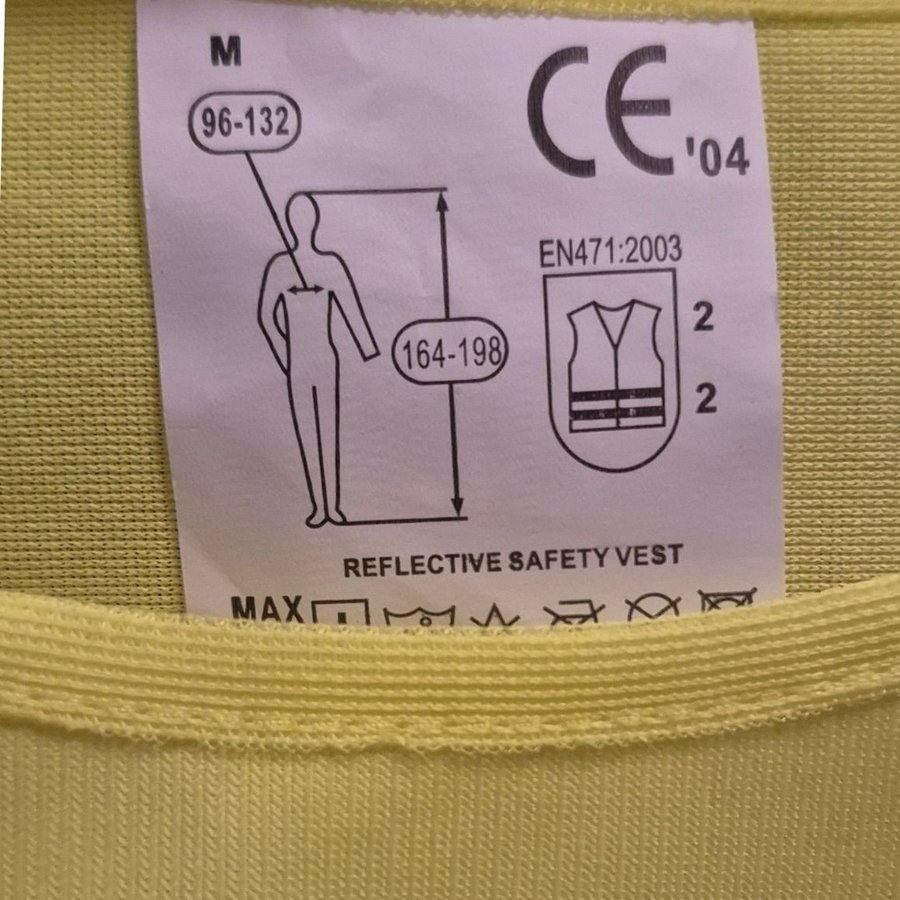 M
96-132
CE '04
EN471:2003
2
164-198
2
REFLECTIVE SAFETY VEST
MAX